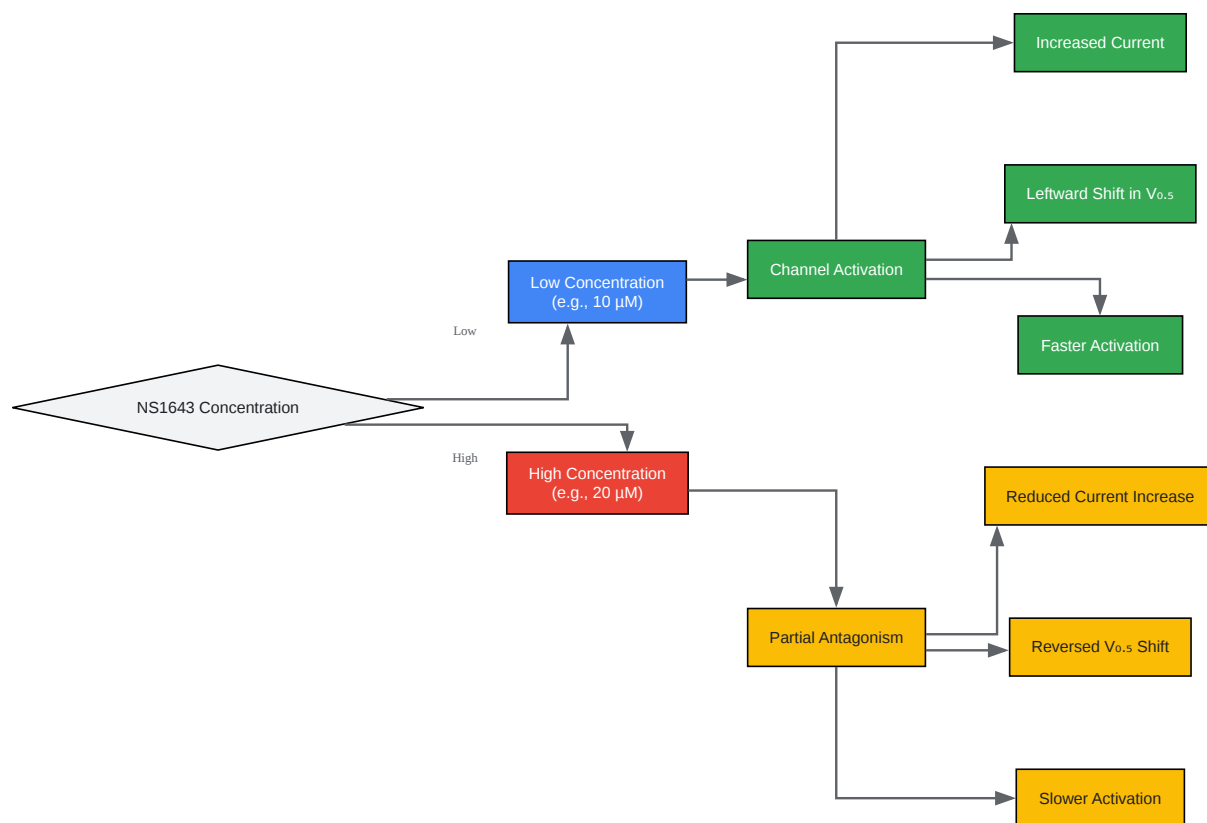 Increased Current
Leftward Shift in V₀.₅
Channel Activation
Low Concentration
(e.g., 10 µM)
Low
Faster Activation
NS1643 Concentration
High
High Concentration
(e.g., 20 µM)
Reduced Current Increase
Partial Antagonism
Reversed V₀.₅ Shift
Slower Activation